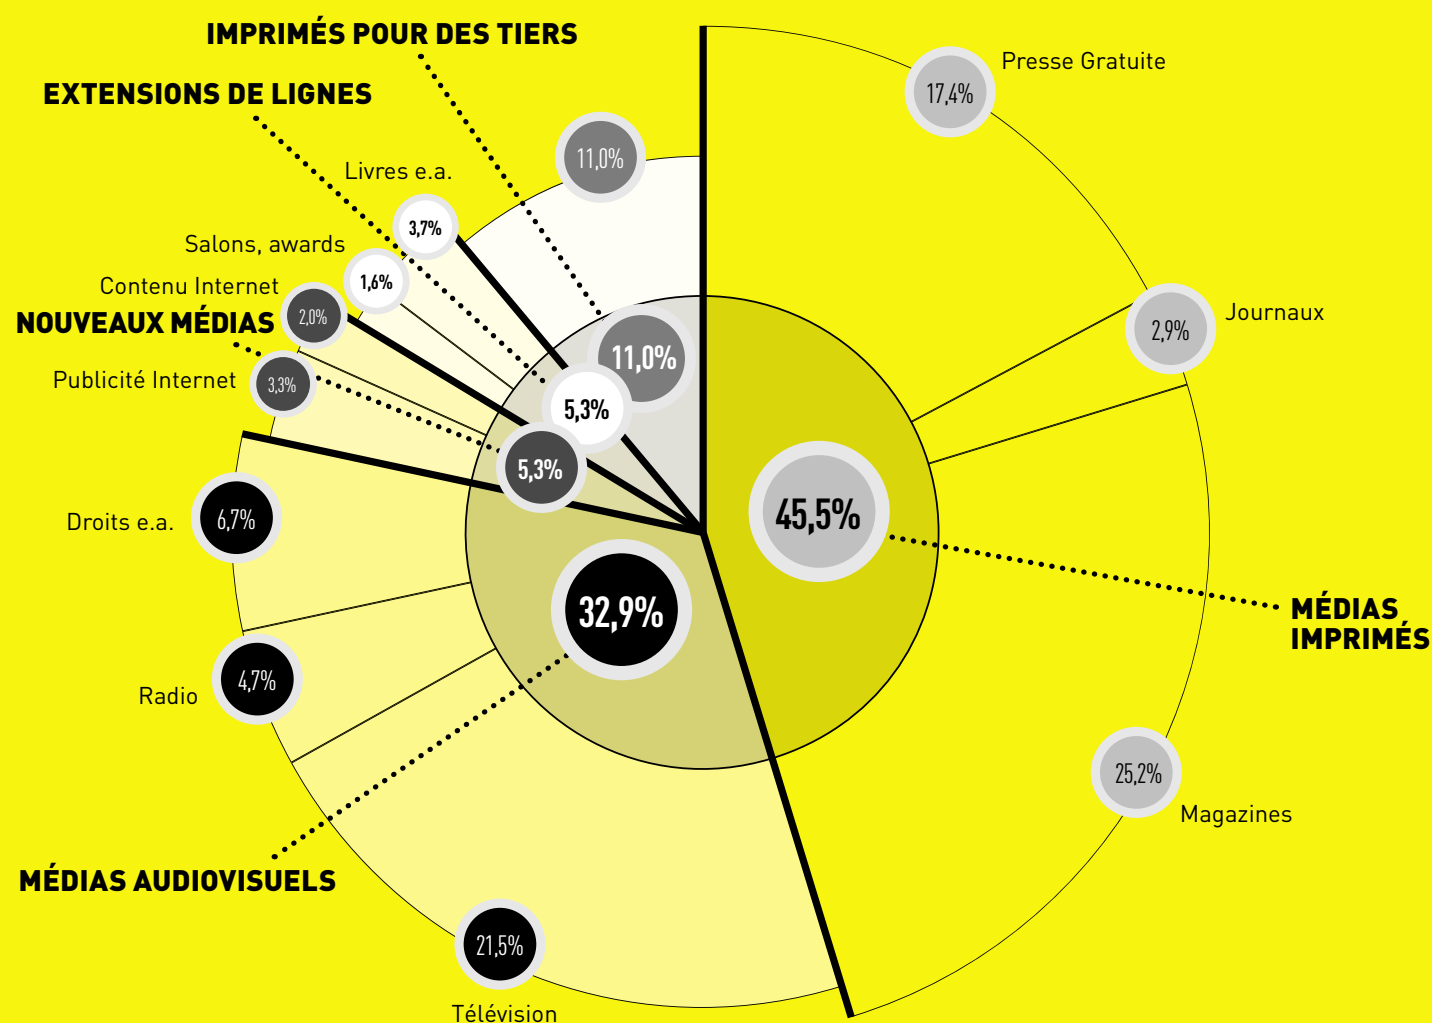 IMPRIMÉS POUR DES TIERS
EXTENSIONS DE LIGNES
Presse Gratuite
17,4%
11,0%
Livres e.a.
3,7%
Salons, awards
1,6%
Contenu Internet
2,0%
NOUVEAUX MÉDIAS
Publicité Internet
3,3%
Journaux
2,9%
11,0%
5,3%
5,3%
45,5%
Droits e.a.
6,7%
32,9%
MÉDIAS
IMPRIMÉS
Radio
4,7%
25,2%
Magazines
MÉDIAS AUDIOVISUELS
21,5%
Télévision